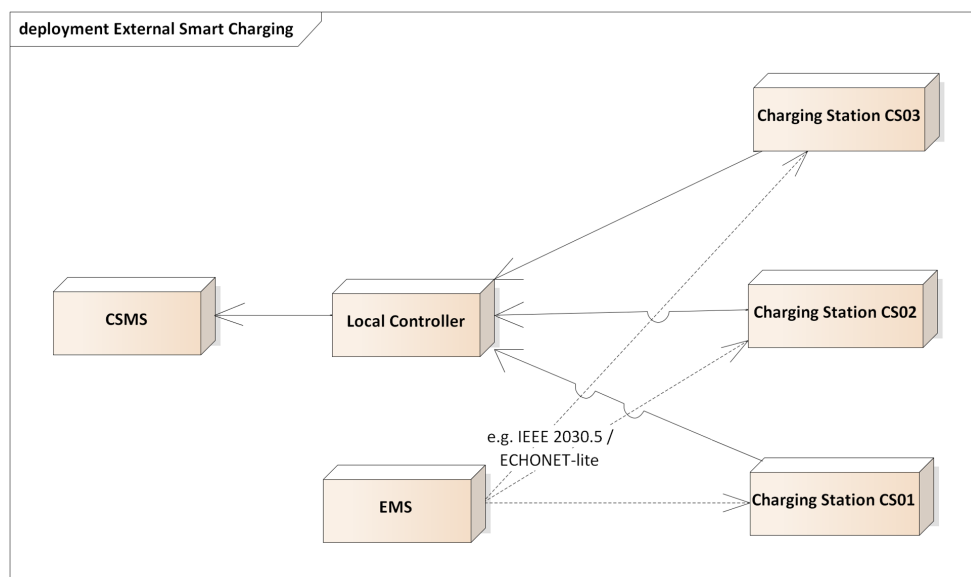 deployment External Smart Charging
Charging Station CS03
CSMS
Local Controller
Charging Station CS02
e.g. IEEE 2030.5 /
ECHONET-lite
EMS
Charging Station CS01